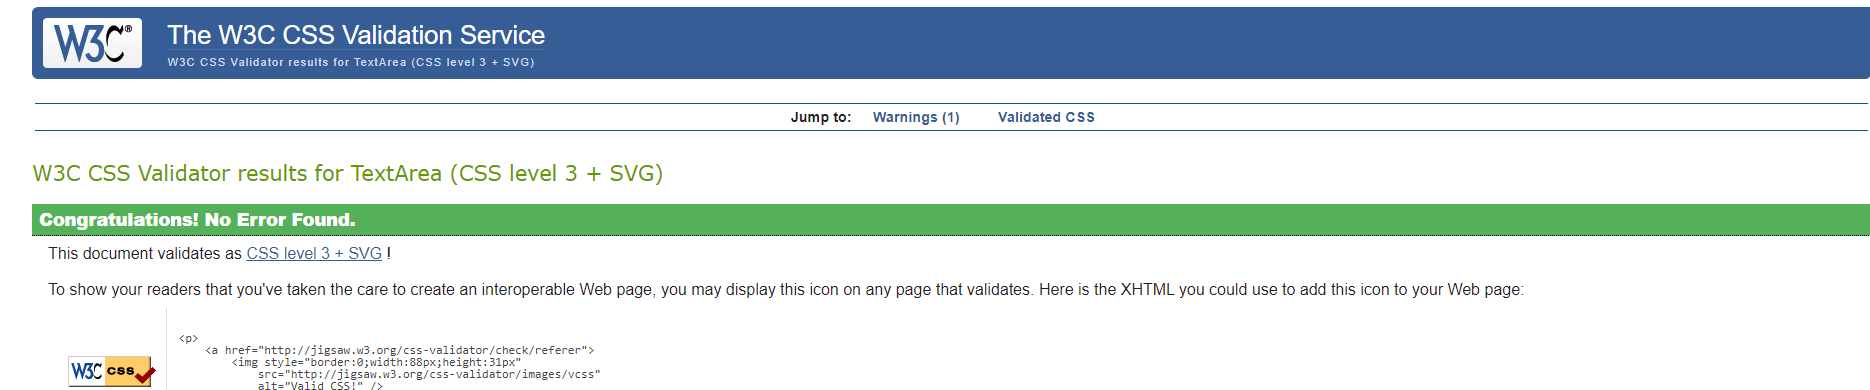 W3C®
The W3C CSS Validation Service
W3C CSS Validator results for TextArea (CSS level 3 + SVG)
Jump to: Warnings (1) Validated CSS
W3C CSS Validator results for TextArea (CSS level 3 + SVG)
Congratulations! No Error Found.
This document validates as CSS level 3 + SVG !
To show your readers that you've taken the care to create an interoperable Web page, you may display this icon on any page that validates. Here is the XHTML you could use to add this icon to your Web page:
W3C CSS
<p>
<a href="http://jigsaw.w3.org/css-validator/check/referer">
<img style="border:0;width:88px;height:31px"
src="http://jigsaw.w3.org/css-validator/images/vcss"
alt="Valid CSS!" />